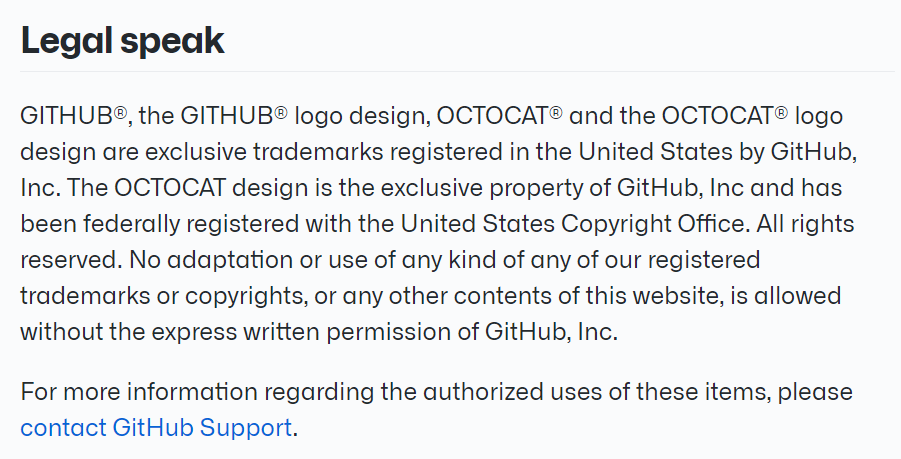 Legal speak
GITHUB®, the GITHUB® logo design, OCTOCAT® and the OCTOCAT® logo
design are exclusive trademarks registered in the United States by GitHub,
Inc. The OCTOCAT design is the exclusive property of GitHub, Inc and has
been federally registered with the United States Copyright Office. All rights
reserved. No adaptation or use of any kind of any of our registered
trademarks or copyrights, or any other contents of this website, is allowed
without the express written permission of GitHub, Inc.
For more information regarding the authorized uses of these items, please
contact GitHub Support.